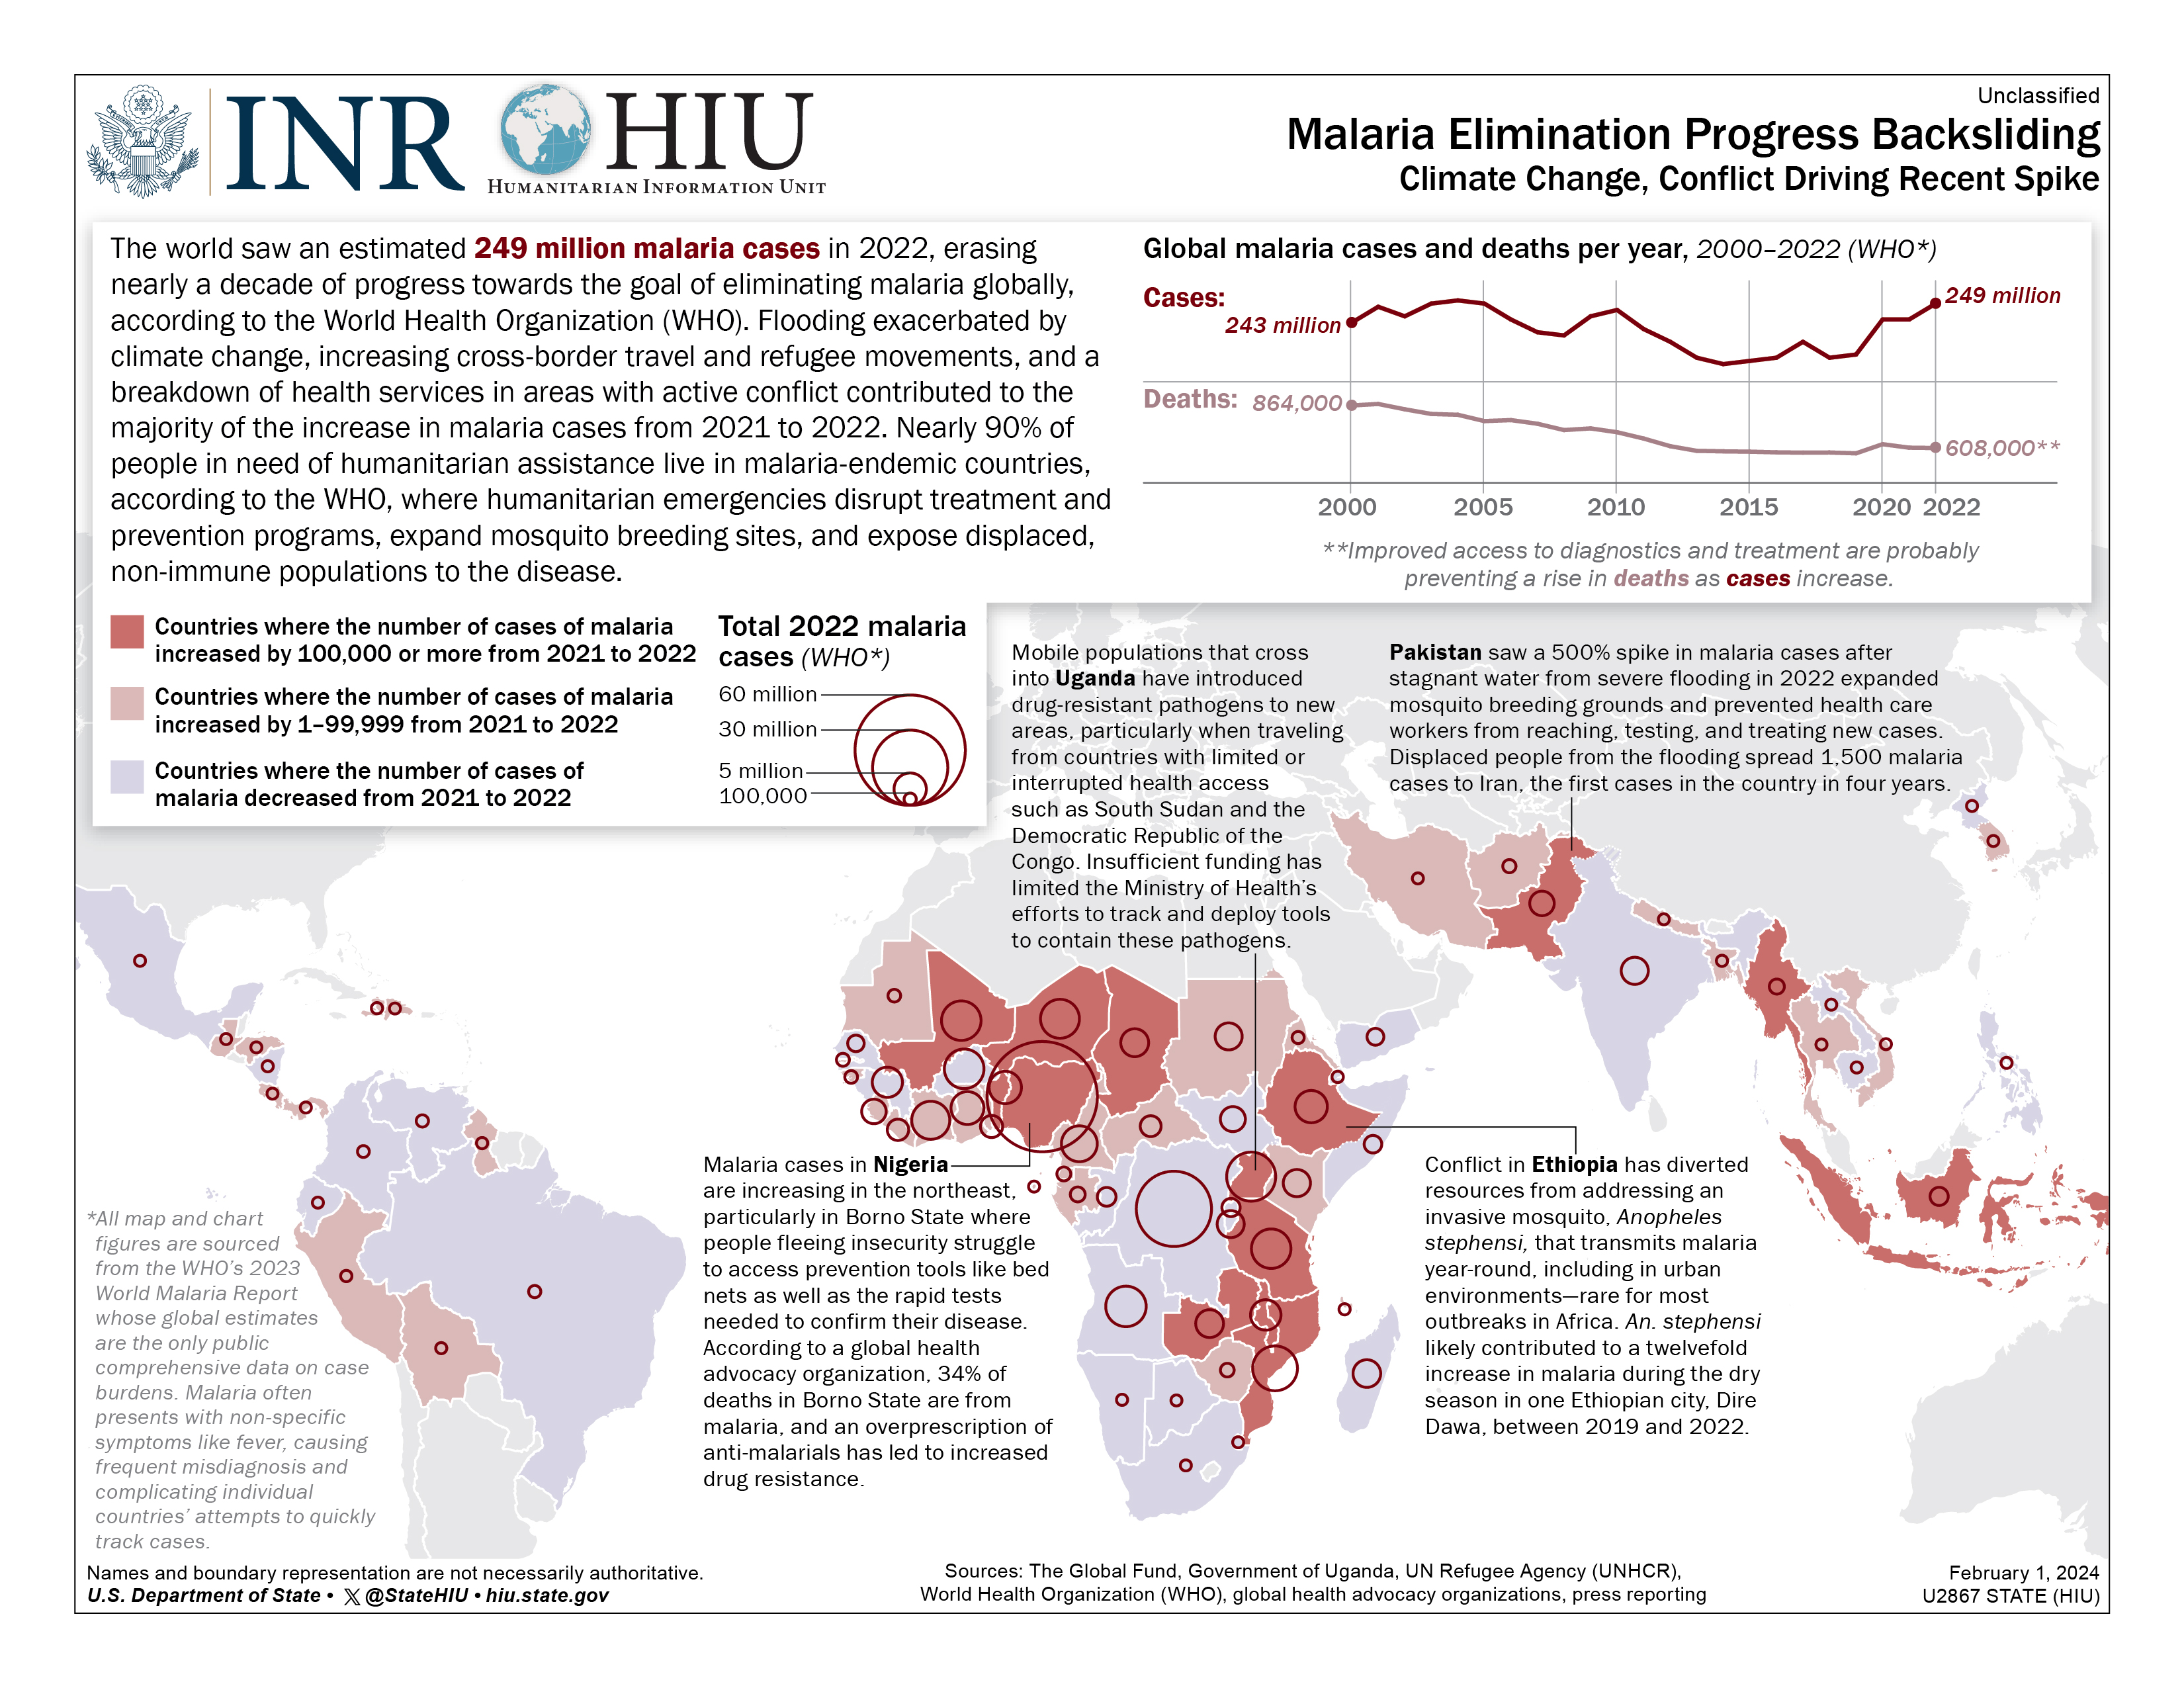 INR
HIU
HUMANITARIAN INFORMATION UNIT
Unclassified
Malaria Elimination Progress Backsliding
Climate Change, Conflict Driving Recent Spike
The world saw an estimated 249 million malaria cases in 2022, erasing
nearly a decade of progress towards the goal of eliminating malaria globally,
according to the World Health Organization (WHO). Flooding exacerbated by
climate change, increasing cross-border travel and refugee movements, and a
breakdown of health services in areas with active conflict contributed to the
majority of the increase in malaria cases from 2021 to 2022. Nearly 90% of
people in need of humanitarian assistance live in malaria-endemic countries,
according to the WHO, where humanitarian emergencies disrupt treatment and
prevention programs, expand mosquito breeding sites, and expose displaced,
non-immune populations to the disease.
Global malaria cases and deaths per year, 2000–2022 (WHO*)
Cases:
243 million
249 million
Deaths:
864,000
608,000**
2000 2005 2010 2015 2020 2022
**Improved access to diagnostics and treatment are probably
preventing a rise in deaths as cases increase.
Countries where the number of cases of malaria
increased by 100,000 or more from 2021 to 2022
Countries where the number of cases of malaria
increased by 1–99,999 from 2021 to 2022
Countries where the number of cases of
malaria decreased from 2021 to 2022
Total 2022 malaria
cases (WHO*)
60 million
30 million
5 million
100,000
Mobile populations that cross
into Uganda have introduced
drug-resistant pathogens to new
areas, particularly when traveling
from countries with limited or
interrupted health access
such as South Sudan and the
Democratic Republic of the
Congo. Insufficient funding has
limited the Ministry of Health's
efforts to track and deploy tools
to contain these pathogens.
Pakistan saw a 500% spike in malaria cases after
stagnant water from severe flooding in 2022 expanded
mosquito breeding grounds and prevented health care
workers from reaching, testing, and treating new cases.
Displaced people from the flooding spread 1,500 malaria
cases to Iran, the first cases in the country in four years.
Malaria cases in Nigeria
are increasing in the northeast,
particularly in Borno State where
people fleeing insecurity struggle
to access prevention tools like bed
nets as well as the rapid tests
needed to confirm their disease.
According to a global health
advocacy organization, 34% of
deaths in Borno State are from
malaria, and an overprescription of
anti-malarials has led to increased
drug resistance.
Conflict in Ethiopia has diverted
resources from addressing an
invasive mosquito, Anopheles
stephensi, that transmits malaria
year-round, including in urban
environments—rare for most
outbreaks in Africa. An. stephensi
likely contributed to a twelvefold
increase in malaria during the dry
season in one Ethiopian city, Dire
Dawa, between 2019 and 2022.
*All map and chart
figures are sourced
from the WHO's 2023
World Malaria Report
whose global estimates
are the only public
comprehensive data on case
burdens. Malaria often
presents with non-specific
symptoms like fever, causing
frequent misdiagnosis and
complicating individual
countries' attempts to quickly
track cases.
Names and boundary representation are not necessarily authoritative.
U.S. Department of State • X @StateHIU • hiu.state.gov
Sources: The Global Fund, Government of Uganda, UN Refugee Agency (UNHCR),
World Health Organization (WHO), global health advocacy organizations, press reporting
February 1, 2024
U2867 STATE (HIU)